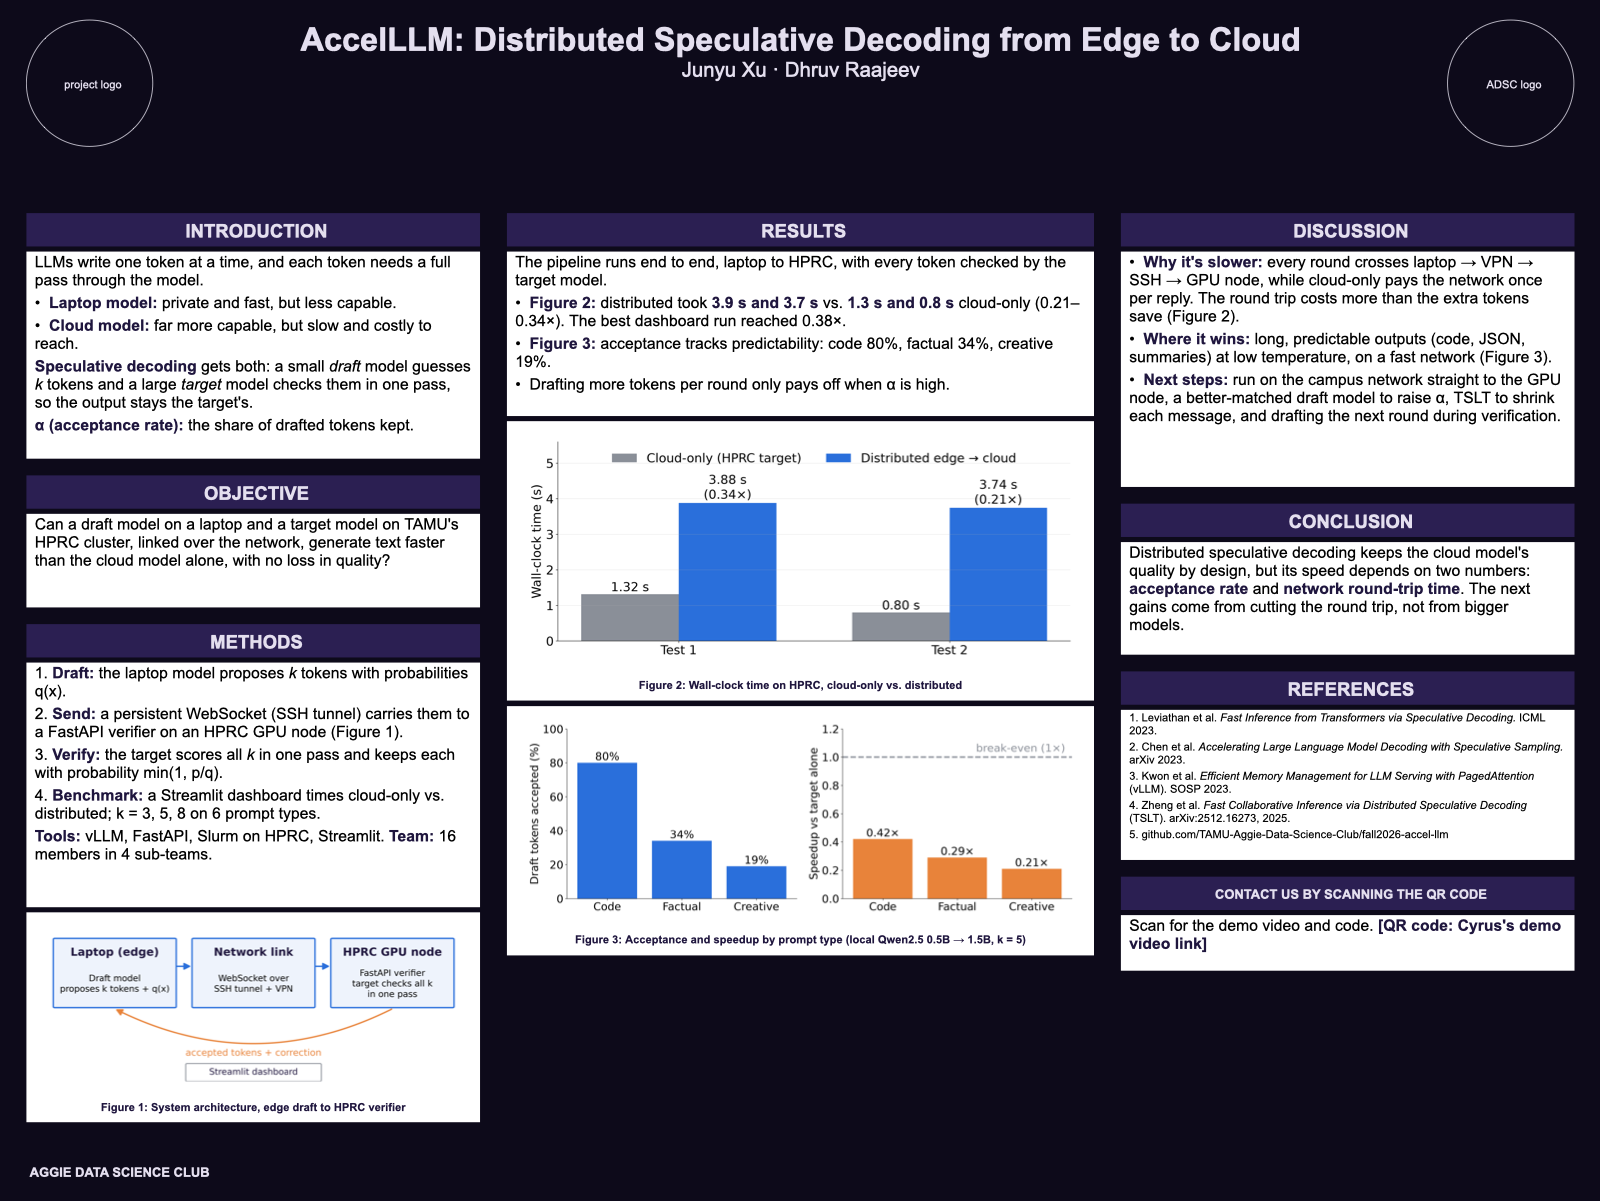 project logo
AccelLLM: Distributed Speculative Decoding from Edge to Cloud
Junyu Xu · Dhruv Raajeev
ADSC logo
INTRODUCTION
LLMs write one token at a time, and each token needs a full
pass through the model.
• Laptop model: private and fast, but less capable.
• Cloud model: far more capable, but slow and costly to
reach.
Speculative decoding gets both: a small draft model guesses
k tokens and a large target model checks them in one pass,
so the output stays the target's.
α (acceptance rate): the share of drafted tokens kept.
OBJECTIVE
Can a draft model on a laptop and a target model on TAMU's
HPRC cluster, linked over the network, generate text faster
than the cloud model alone, with no loss in quality?
METHODS
1. Draft: the laptop model proposes k tokens with probabilities
q(x).
2. Send: a persistent WebSocket (SSH tunnel) carries them to
a FastAPI verifier on an HPRC GPU node (Figure 1).
3. Verify: the target scores all k in one pass and keeps each
with probability min(1, p/q).
4. Benchmark: a Streamlit dashboard times cloud-only vs.
distributed; k = 3, 5, 8 on 6 prompt types.
Tools: vLLM, FastAPI, Slurm on HPRC, Streamlit. Team: 16
members in 4 sub-teams.
Laptop (edge)
Draft model
proposes k tokens + q(x)
Network link
WebSocket over
SSH tunnel + VPN
HPRC GPU node
FastAPI verifier
target checks all k
in one pass
accepted tokens + correction
Streamlit dashboard
Figure 1: System architecture, edge draft to HPRC verifier
RESULTS
The pipeline runs end to end, laptop to HPRC, with every token checked by the
target model.
• Figure 2: distributed took 3.9 s and 3.7 s vs. 1.3 s and 0.8 s cloud-only (0.21–
0.34×). The best dashboard run reached 0.38×.
• Figure 3: acceptance tracks predictability: code 80%, factual 34%, creative
19%.
• Drafting more tokens per round only pays off when α is high.
Cloud-only (HPRC target) Distributed edge → cloud
Wall-clock time (s)
5
4
3
2
1
0
1.32 s
3.88 s
(0.34×)
0.80 s
3.74 s
(0.21×)
Test 1 Test 2
Figure 2: Wall-clock time on HPRC, cloud-only vs. distributed
Draft tokens accepted (%)
100
80
60
40
20
0
80%
34%
19%
Code Factual Creative
Speedup vs target alone
1.0
0.8
0.6
0.4
0.2
0.0
break-even (1×)
0.42×
0.29×
0.21×
Code Factual Creative
Figure 3: Acceptance and speedup by prompt type (local Qwen2.5 0.5B → 1.5B, k = 5)
DISCUSSION
• Why it's slower: every round crosses laptop → VPN →
SSH → GPU node, while cloud-only pays the network once
per reply. The round trip costs more than the extra tokens
save (Figure 2).
• Where it wins: long, predictable outputs (code, JSON,
summaries) at low temperature, on a fast network (Figure 3).
• Next steps: run on the campus network straight to the GPU
node, a better-matched draft model to raise α, TSLT to shrink
each message, and drafting the next round during verification.
CONCLUSION
Distributed speculative decoding keeps the cloud model's
quality by design, but its speed depends on two numbers:
acceptance rate and network round-trip time. The next
gains come from cutting the round trip, not from bigger
models.
REFERENCES
1. Leviathan et al. Fast Inference from Transformers via Speculative Decoding. ICML
2023.
2. Chen et al. Accelerating Large Language Model Decoding with Speculative Sampling.
arXiv 2023.
3. Kwon et al. Efficient Memory Management for LLM Serving with PagedAttention
(vLLM). SOSP 2023.
4. Zheng et al. Fast Collaborative Inference via Distributed Speculative Decoding
(TSLT). arXiv:2512.16273, 2025.
5. github.com/TAMU-Aggie-Data-Science-Club/fall2026-accel-llm
CONTACT US BY SCANNING THE QR CODE
Scan for the demo video and code. [QR code: Cyrus's demo
video link]
AGGIE DATA SCIENCE CLUB